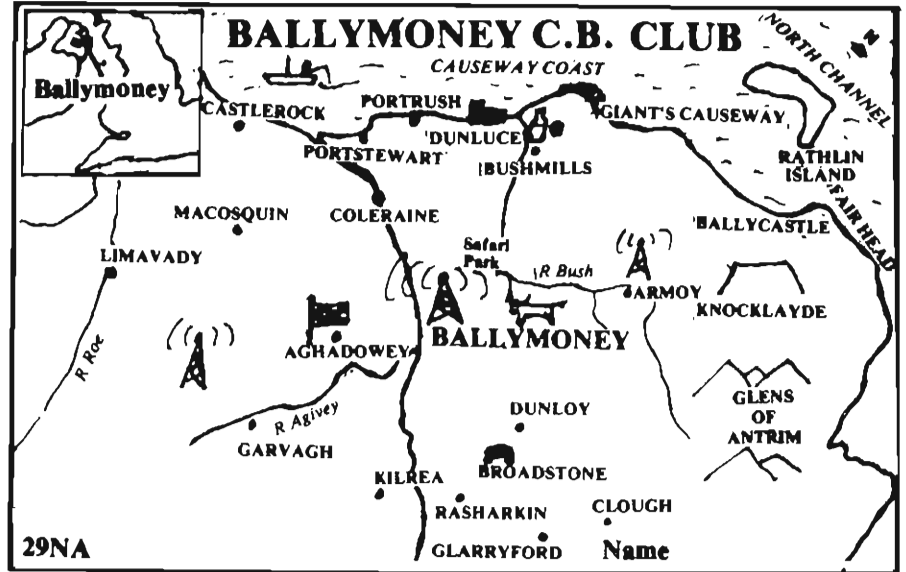 BALLYMONEY C.B. CLUB
Ballymoney
CAUSEWAY COAST
NORTH CHANNEL
N
CASTLEROCK
PORTRUSH
PORTSTEWART
DUNLUCE
BUSHMILLS
GIANT'S CAUSEWAY
RATHLIN
ISLAND
FAIR HEAD
MACOSQUIN
COLERAINE
BALLYCASTLE
LIMAVADY
Safari
Park
R Bush
ARMOY
KNOCKLAYDE
R Roe
AGHADOWEY
BALLYMONEY
R Agivey
GARVAGH
DUNLOY
GLENS
OF
ANTRIM
KILREA
BROADSTONE
RASHARKIN
CLOUGH
GLARRYFORD
Name
29NA